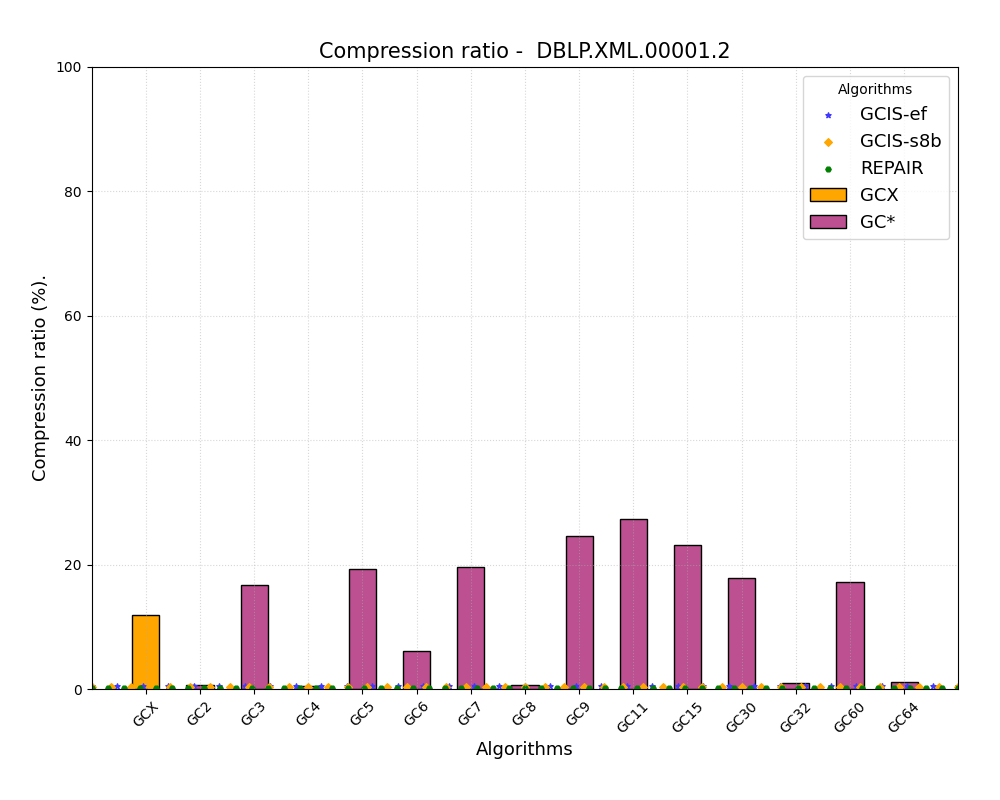 Compression ratio -  DBLP.XML.00001.2
Compression ratio (%).
100
80
60
40
20
0
Algorithms
GCIS-ef
GCIS-s8b
REPAIR
GCX
GC*
GCX
GC2
GC3
GC4
GC5
GC6
GC7
GC8
GC9
GC11
GC15
GC30
GC32
GC60
GC64
Algorithms